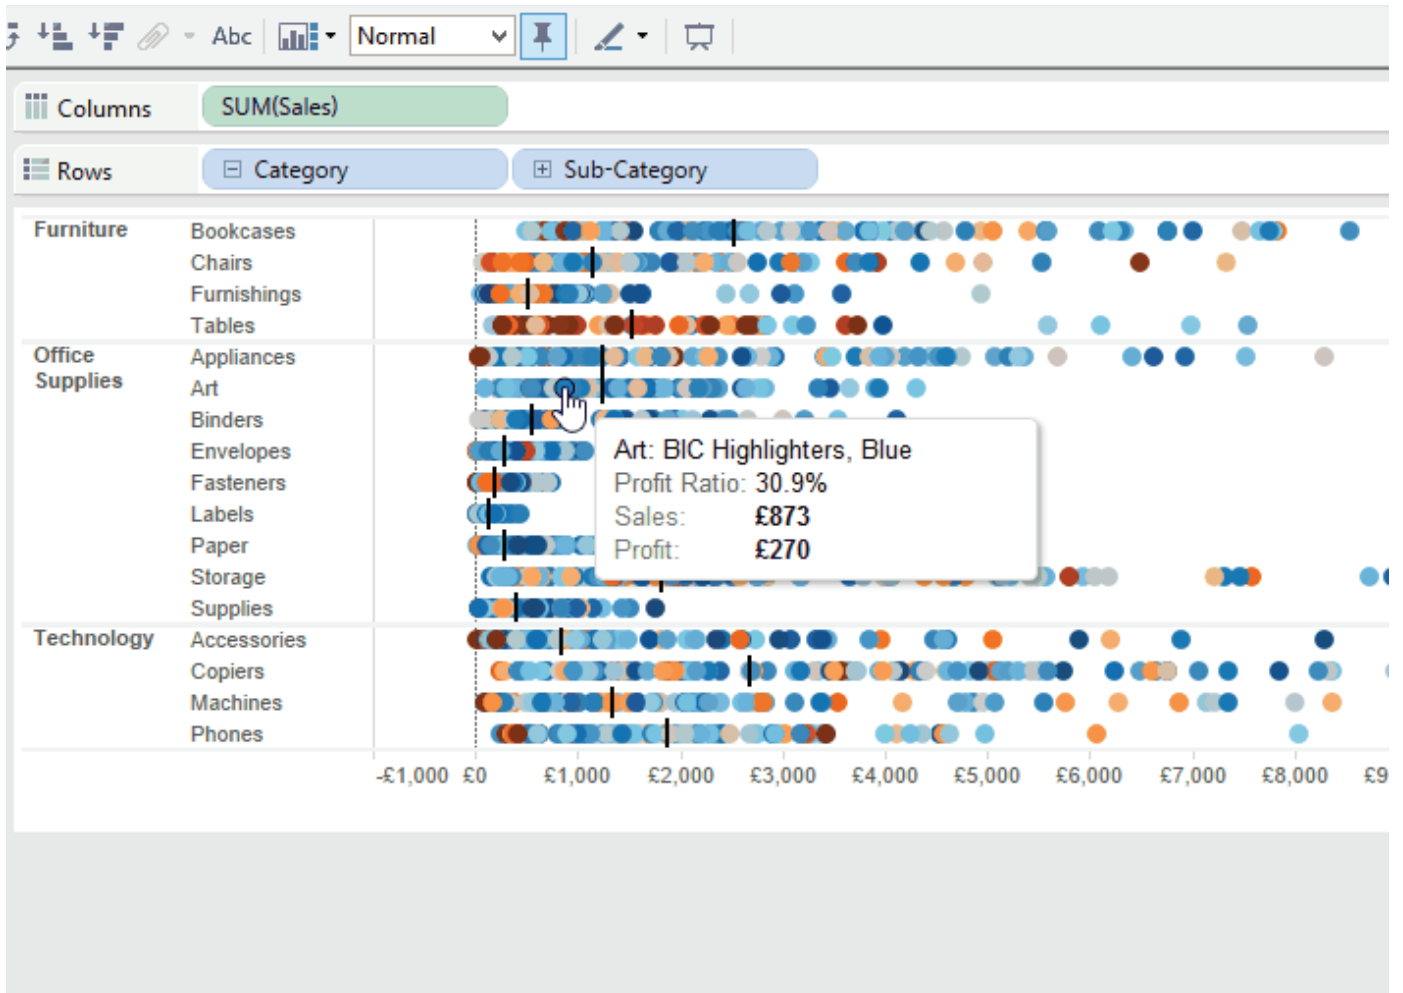 Abc Normal
Columns SUM(Sales)
Rows Category Sub-Category
Furniture Bookcases
Chairs
Furnishings
Tables
Office Supplies Appliances
Art
Binders
Envelopes
Fasteners
Labels
Paper
Storage
Supplies
Technology Accessories
Copiers
Machines
Phones
Art: BIC Highlighters, Blue
Profit Ratio: 30.9%
Sales: £873
Profit: £270
-£1,000 £0 £1,000 £2,000 £3,000 £4,000 £5,000 £6,000 £7,000 £8,000 £9